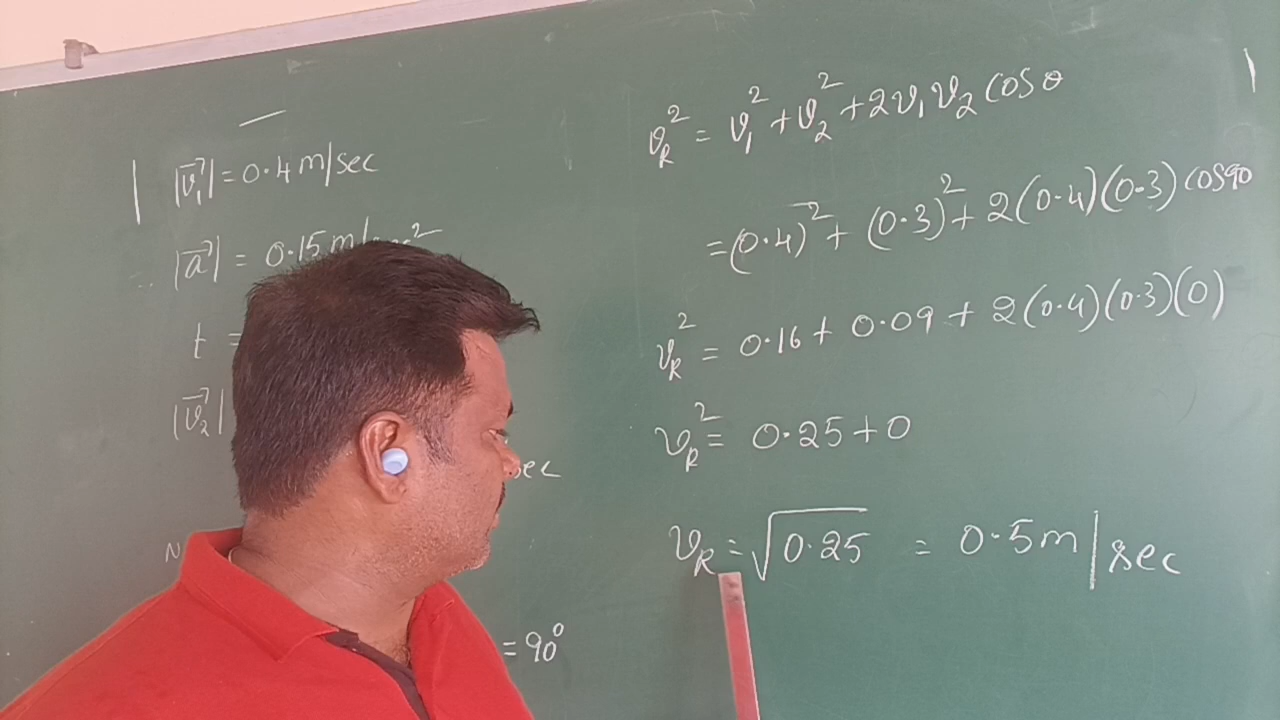 |v₁⃗| = 0.4 m/sec
|a⃗| = 0.15 m/sec²
t =
|v₂⃗|
sec
N
= 90°
v_R² = v₁² + v₂² + 2v₁v₂ cos θ
= (0.4)² + (0.3)² + 2(0.4)(0.3) cos90
v_R² = 0.16 + 0.09 + 2(0.4)(0.3)(0)
v_R² = 0.25 + 0
v_R = √0.25 = 0.5 m/sec